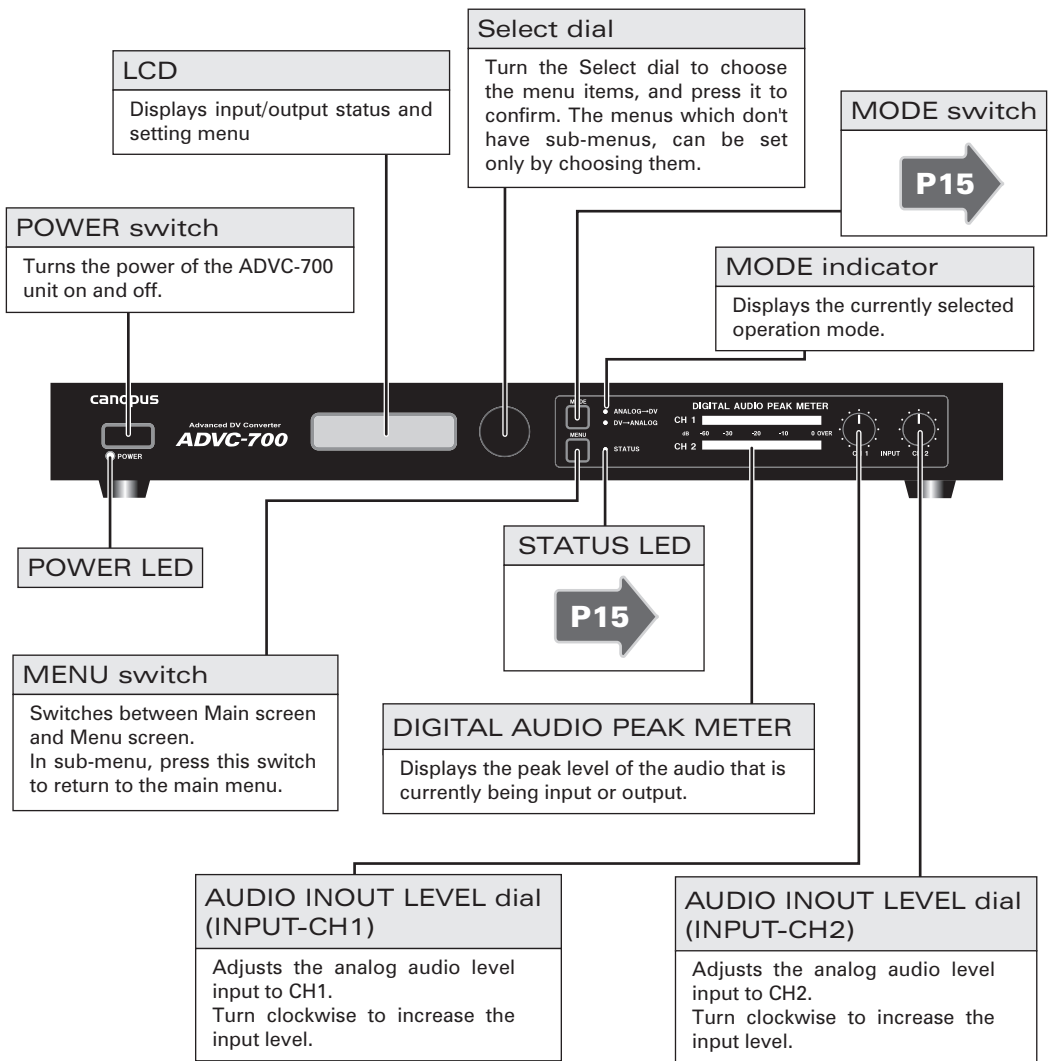 Select dial
Turn the Select dial to choose
the menu items, and press it to
confirm. The menus which don't
have sub-menus, can be set
only by choosing them.
LCD
Displays input/output status and
setting menu
MODE switch
P15
POWER switch
Turns the power of the ADVC-700
unit on and off.
MODE indicator
Displays the currently selected
operation mode.
canopus
Advanced DV Converter
ADVC-700
POWER
MODE
MENU
ANALOG→DV
DV→ANALOG
STATUS
DIGITAL AUDIO PEAK METER
CH 1
dB -60 -30 -20 -10 0 OVER
CH 2
CH 1 INPUT CH 2
POWER LED
STATUS LED
P15
MENU switch
Switches between Main screen
and Menu screen.
In sub-menu, press this switch
to return to the main menu.
DIGITAL AUDIO PEAK METER
Displays the peak level of the audio that is
currently being input or output.
AUDIO INOUT LEVEL dial
(INPUT-CH1)
Adjusts the analog audio level
input to CH1.
Turn clockwise to increase the
input level.
AUDIO INOUT LEVEL dial
(INPUT-CH2)
Adjusts the analog audio level
input to CH2.
Turn clockwise to increase the
input level.